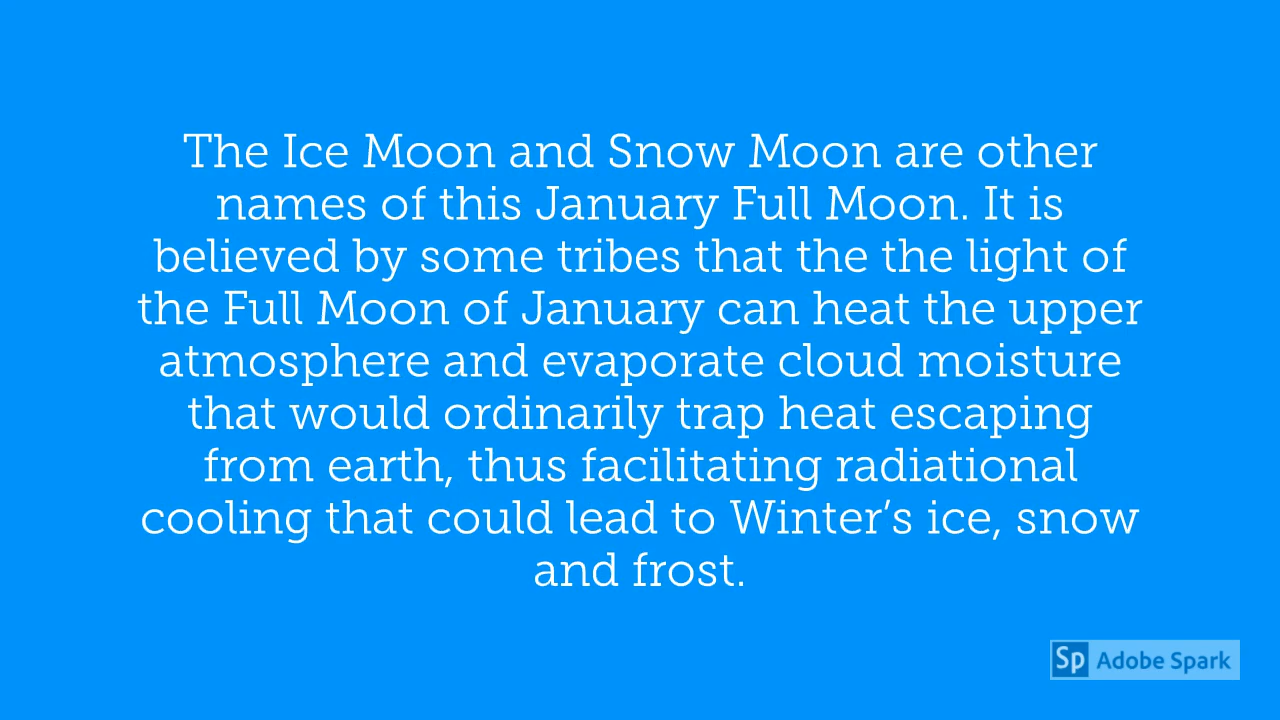 The Ice Moon and Snow Moon are other
names of this January Full Moon. It is
believed by some tribes that the the light of
the Full Moon of January can heat the upper
atmosphere and evaporate cloud moisture
that would ordinarily trap heat escaping
from earth, thus facilitating radiational
cooling that could lead to Winter’s ice, snow
and frost.
Sp Adobe Spark